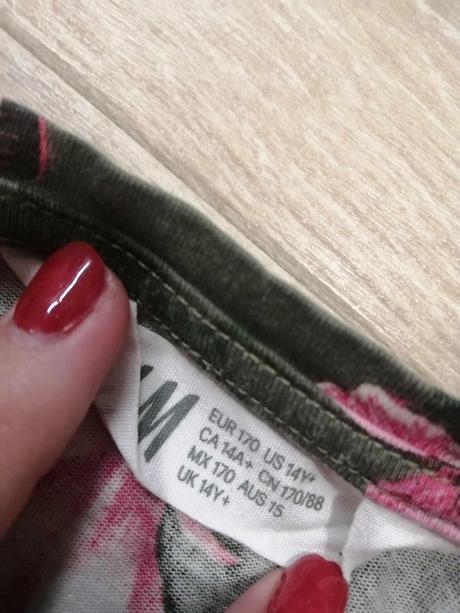 M
EUR 170 US 14Y+
CA 14A+ CN 170/88
MX 170 AUS 15
UK 14Y+